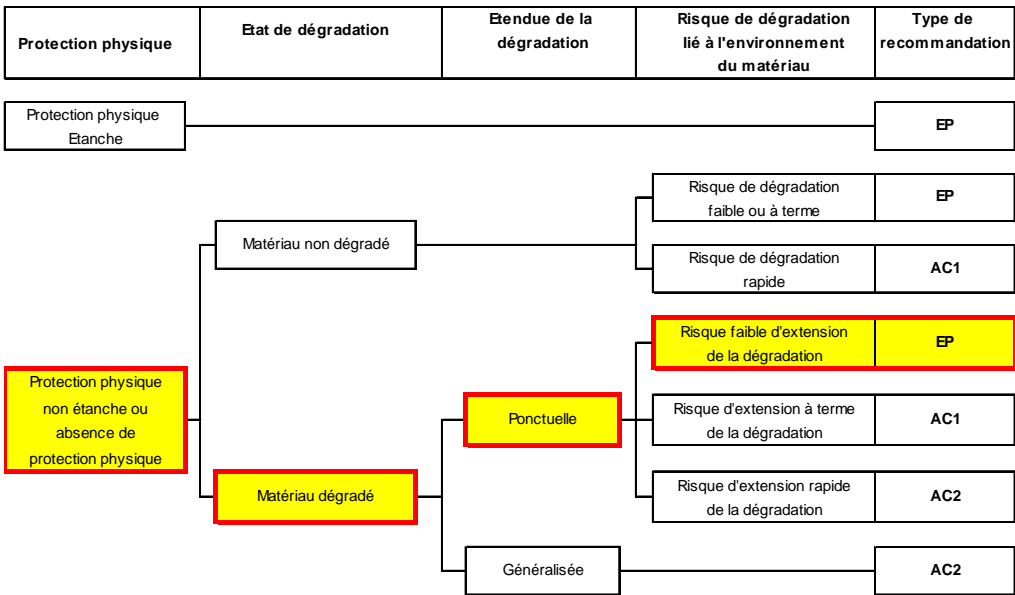 Protection physique
Etat de dégradation
Etendue de la
dégradation
Risque de dégradation
lié à l'environnement
du matériau
Type de
recommandation
Protection physique
Etanche
EP
Risque de dégradation
faible ou à terme
EP
Matériau non dégradé
Risque de dégradation
rapide
AC1
Risque faible d'extension
de la dégradation
EP
Protection physique
non étanche ou
absence de
protection physique
Ponctuelle
Risque d'extension à terme
de la dégradation
AC1
Matériau dégradé
Risque d'extension rapide
de la dégradation
AC2
Généralisée
AC2